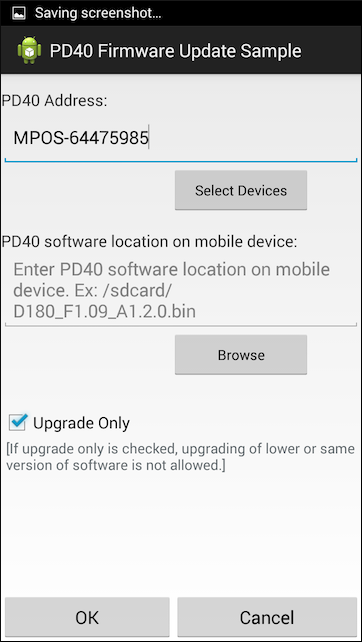 Saving screenshot...
PD40 Firmware Update Sample
PD40 Address:
MPOS-64475985
Select Devices
PD40 software location on mobile device:
Enter PD40 software location on mobile
device. Ex: /sdcard/
D180_F1.09_A1.2.0.bin
Browse
Upgrade Only
[If upgrade only is checked, upgrading of lower or same
version of software is not allowed.]
OK
Cancel